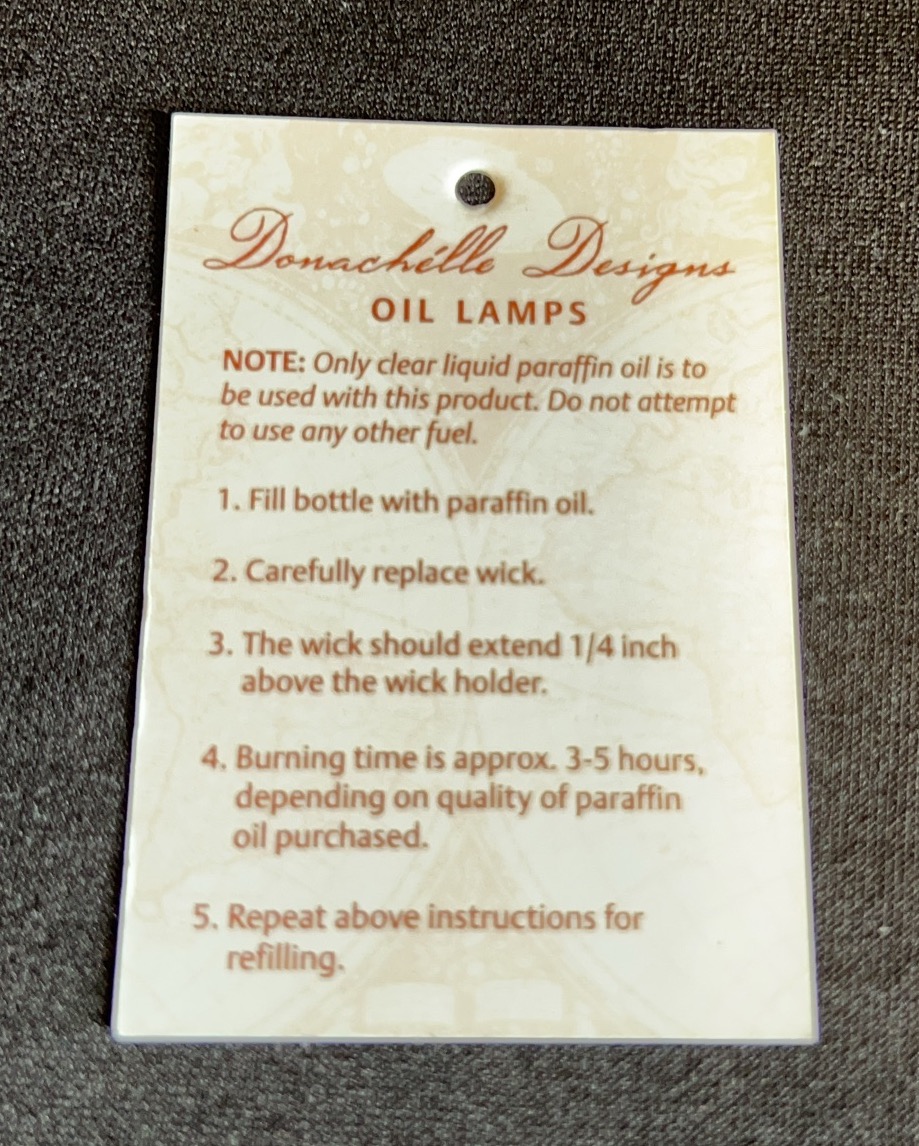 Donachélle Designs
OIL LAMPS
NOTE: Only clear liquid paraffin oil is to
be used with this product. Do not attempt
to use any other fuel.
1. Fill bottle with paraffin oil.
2. Carefully replace wick.
3. The wick should extend 1/4 inch
above the wick holder.
4. Burning time is approx. 3-5 hours,
depending on quality of paraffin
oil purchased.
5. Repeat above instructions for
refilling.